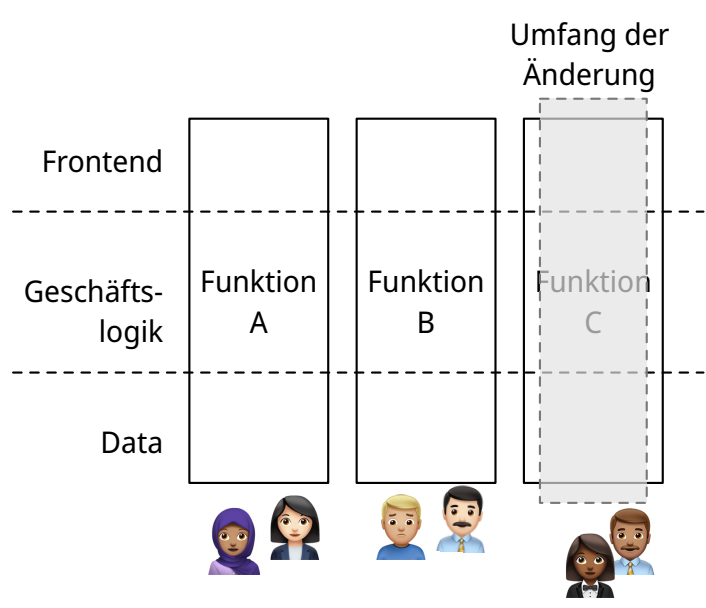 Umfang der
Änderung
Frontend
Geschäfts-
logik
Funktion
A
Funktion
B
Funktion
C
Data